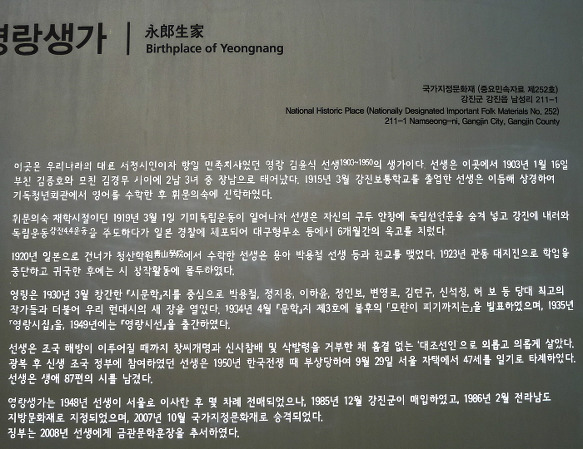 영랑생가 | 永郎生家
Birthplace of Yeongnang
국가지정문화재 (중요민속자료 제252호)
강진군 강진읍 남성리 211-1
National Historic Place (Nationally Designated Important Folk Materials No. 252)
211-1 Namseong-ni, Gangjin City, Gangjin County
이곳은 우리나라의 대표 서정시인이자 항일 민족지사였던 영랑 김윤식 선생1903~1950의 생가이다. 선생은 이곳에서 1903년 1월 16일
부친 김종호와 모친 김경무 사이에 2남 3녀 중 장남으로 태어났다. 1915년 3월 강진보통학교를 졸업한 선생은 이듬해 상경하여
기독청년회관에서 영어를 수학한 후 휘문의숙에 진학하였다.
휘문의숙 재학시절이던 1919년 3월 1일 기미독립운동이 일어나자 선생은 자신의 구두 안창에 독립선언문을 숨겨 넣고 강진에 내려와
독립운동강진4.4운동을 주도하다가 일본 경찰에 체포되어 대구형무소 등에서 6개월간의 옥고를 치렀다
1920년 일본으로 건너가 청산학원靑山學院에서 수학한 선생은 용아 박용철 선생 등과 친교를 맺었다. 1923년 관동 대지진으로 학업을
중단하고 귀국한 후에는 시 창작활동에 몰두하였다.
영랑은 1930년 3월 창간한 『시문학』지를 중심으로 박용철, 정지용, 이하윤, 정인보, 변영로, 김현구, 신석정, 허 보 등 당대 최고의
작가들과 더불어 우리 현대시의 새 장을 열었다. 1934년 4월 『문학』지 제3호에 불후의 「모란이 피기까지는」을 발표하였으며, 1935년
『영랑시집』을, 1949년에는 『영랑시선』을 출간하였다.
선생은 조국 해방이 이루어질 때까지 창씨개명과 신사참배 및 삭발령을 거부한 채 흠결 없는 '대조선인'으로 외롭고 의롭게 살았다.
광복 후 신생 조국 정부에 참여하였던 선생은 1950년 한국전쟁 때 부상당하여 9월 29일 서울 자택에서 47세를 일기로 타계하였다.
선생은 생애 87편의 시를 남겼다.
영랑생가는 1948년 선생이 서울로 이사한 후 몇 차례 전매되었으나, 1985년 12월 강진군이 매입하였고, 1986년 2월 전라남도
지방문화재로 지정되었으며, 2007년 10월 국가지정문화재로 승격되었다.
정부는 2008년 선생에게 금관문화훈장을 추서하였다.